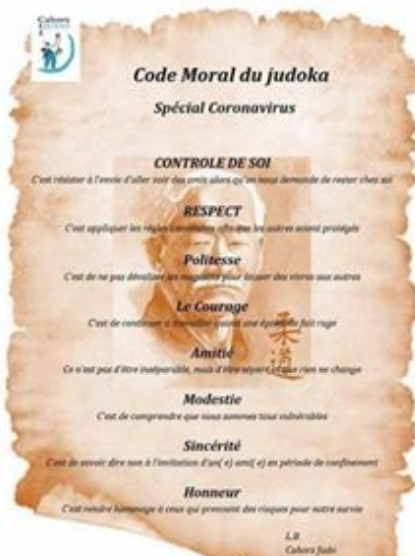 Cahors
JUDO
Code Moral du judoka
Spécial Coronavirus
CONTROLE DE SOI
C'est résister à l'envie d'aller voir des amis alors qu'on nous demande de rester chez soi
RESPECT
C'est appliquer les règles sanitaires afin que les autres soient protégés
Politesse
C'est de ne pas dévaliser les magasins pour laisser des vivres aux autres
Le Courage
C'est de continuer à travailler quand une épidémie fait rage
柔道
Amitié
Ce n'est pas d'être inséparable, mais d'être séparé et que rien ne change
Modestie
C'est de comprendre que nous sommes tous vulnérables
Sincérité
C'est de savoir dire non à l'invitation d'un( e) ami( e) en période de confinement
Honneur
C'est rendre hommage à ceux qui prennent des risques pour notre survie
L.B
Cahors Judo